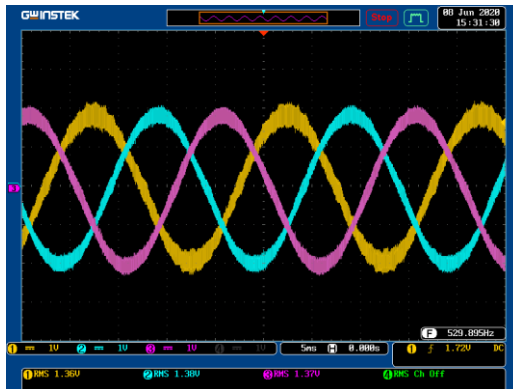 GWINSTEK Stop 08 Jun 2020
15:31:30
3
F 529.895Hz
1 1V 2 1V 3 1V 4 1V 5ms H 0.000s 1 1.72V DC
1 RMS 1.36V 2 RMS 1.38V 3 RMS 1.37V 4 RMS Ch Off